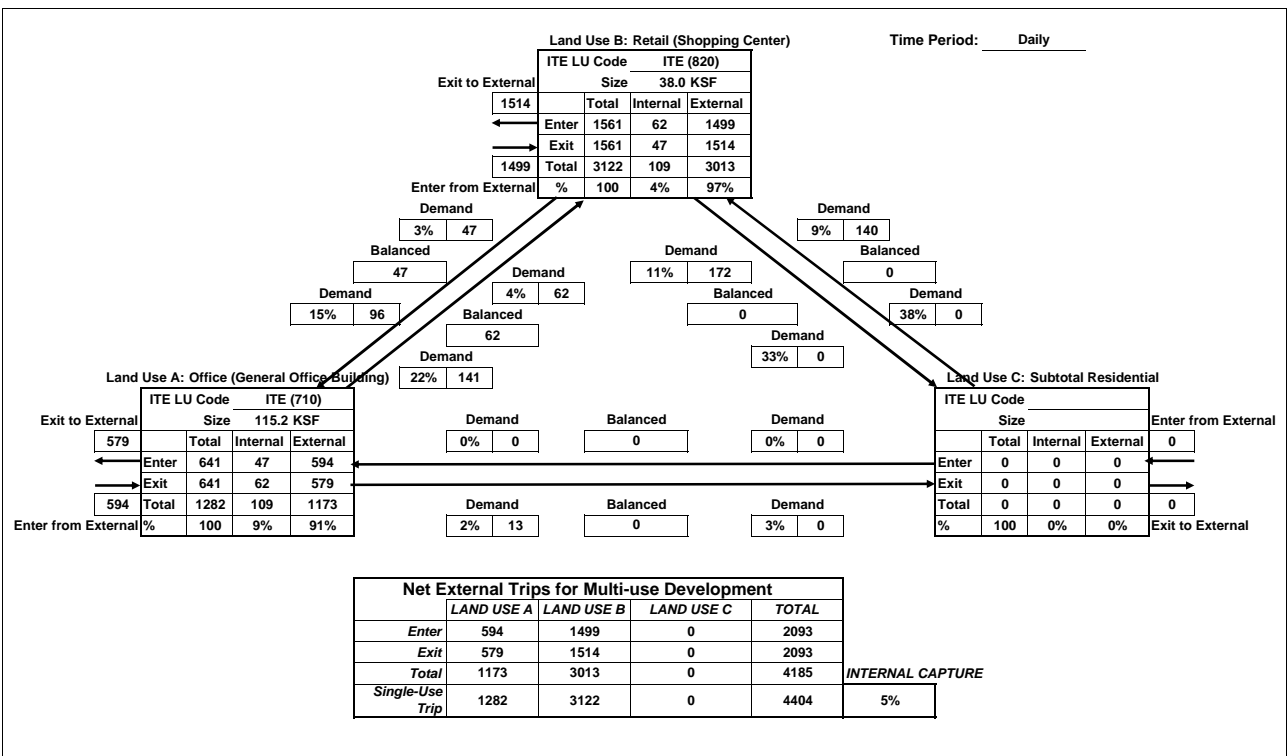 Land Use B: Retail (Shopping Center)
Time Period: Daily
ITE LU Code ITE (820)
Exit to External
Size 38.0 KSF
1514
Total Internal External
Enter 1561 62 1499
Exit 1561 47 1514
1499
Total 3122 109 3013
Enter from External
% 100 4% 97%
Demand
3% 47
Balanced
47
Demand
15% 96
Demand
4% 62
Balanced
62
Demand
22% 141
Demand
11% 172
Balanced
0
Demand
33% 0
Demand
9% 140
Balanced
0
Demand
38% 0
Land Use A: Office (General Office Building)
ITE LU Code ITE (710)
Exit to External
Size 115.2 KSF
579
Total Internal External
Enter 641 47 594
Exit 641 62 579
594
Total 1282 109 1173
Enter from External
% 100 9% 91%
Demand Balanced Demand
0% 0 0 0% 0
Demand Balanced Demand
2% 13 0 3% 0
Land Use C: Subtotal Residential
ITE LU Code
Size
Enter from External
Total Internal External
0
Enter 0 0 0
Exit 0 0 0
Total 0 0 0
0
% 100 0% 0%
Exit to External
Net External Trips for Multi-use Development
LAND USE A LAND USE B LAND USE C TOTAL
Enter 594 1499 0 2093
Exit 579 1514 0 2093
Total 1173 3013 0 4185
INTERNAL CAPTURE
Single-Use
Trip
1282 3122 0 4404
5%